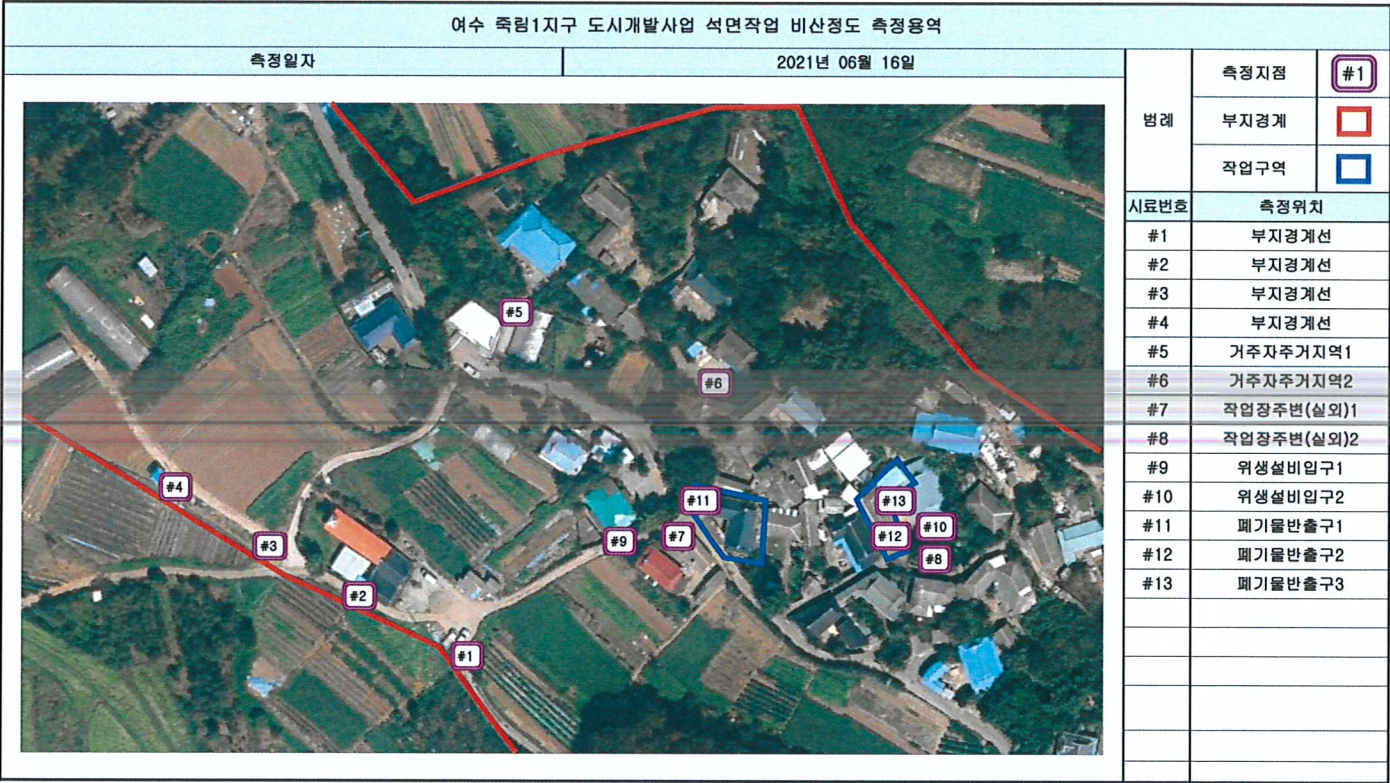 여수 죽림1지구 도시개발사업 석면작업 비산정도 측정용역
측정일자 2021년 06월 16일
범례
측정지점 #1
부지경계
작업구역
시료번호 측정위치
#1 부지경계선
#2 부지경계선
#3 부지경계선
#4 부지경계선
#5 거주자주거지역1
#6 거주자주거지역2
#7 작업장주변(실외)1
#8 작업장주변(실외)2
#9 위생설비입구1
#10 위생설비입구2
#11 폐기물반출구1
#12 폐기물반출구2
#13 폐기물반출구3
#5
#6
#4
#11
#13
#10
#3
#9
#7
#12
#8
#2
#1